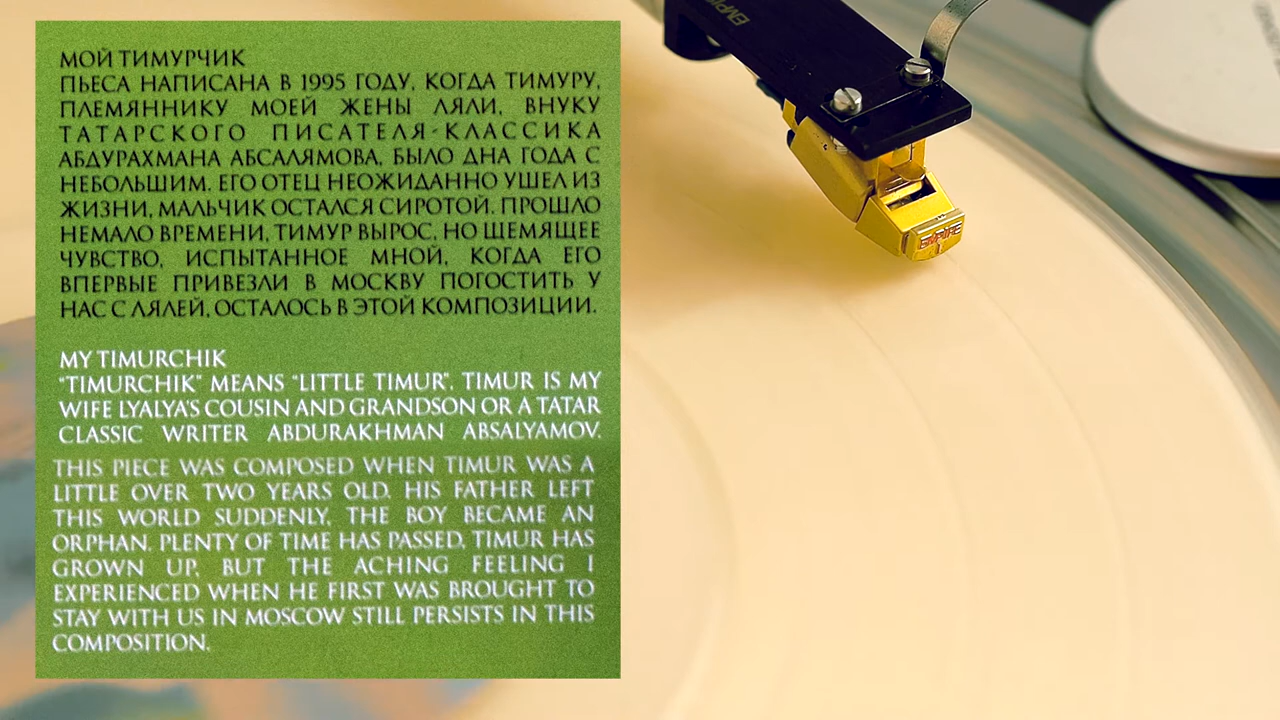 МОЙ ТИМУРЧИК
ПЬЕСА НАПИСАНА В 1995 ГОДУ, КОГДА ТИМУРУ,
ПЛЕМЯННИКУ МОЕЙ ЖЕНЫ ЛЯЛИ, ВНУКУ
ТАТАРСКОГО ПИСАТЕЛЯ-КЛАССИКА
АБДУРАХМАНА АБСАЛЯМОВА, БЫЛО ДНА ГОДА С
НЕБОЛЬШИМ. ЕГО ОТЕЦ НЕОЖИДАННО УШЕЛ ИЗ
ЖИЗНИ, МАЛЬЧИК ОСТАЛСЯ СИРОТОЙ. ПРОШЛО
НЕМАЛО ВРЕМЕНИ, ТИМУР ВЫРОС, НО ЩЕМЯЩЕЕ
ЧУВСТВО, ИСПЫТАННОЕ МНОЙ, КОГДА ЕГО
ВПЕРВЫЕ ПРИВЕЗЛИ В МОСКВУ ПОГОСТИТЬ У
НАС С ЛЯЛЕЙ, ОСТАЛОСЬ В ЭТОЙ КОМПОЗИЦИИ.
MY TIMURCHIK
"TIMURCHIK" MEANS "LITTLE TIMUR". TIMUR IS MY
WIFE LYALYA'S COUSIN AND GRANDSON OR A TATAR
CLASSIC WRITER ABDURAKHMAN ABSALYAMOV.
THIS PIECE WAS COMPOSED WHEN TIMUR WAS A
LITTLE OVER TWO YEARS OLD. HIS FATHER LEFT
THIS WORLD SUDDENLY, THE BOY BECAME AN
ORPHAN. PLENTY OF TIME HAS PASSED, TIMUR HAS
GROWN UP, BUT THE ACHING FEELING I
EXPERIENCED WHEN HE FIRST WAS BROUGHT TO
STAY WITH US IN MOSCOW STILL PERSISTS IN THIS
COMPOSITION.
EMPIRE